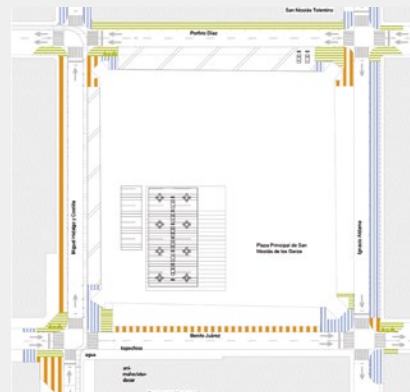 San Nicolás Tolentino
Porfirio Díaz
Miguel Hidalgo y Costilla
Plaza Principal de San
Nicolás de los Garza
Ignacio Aldama
Benito Juárez
topochico
agua